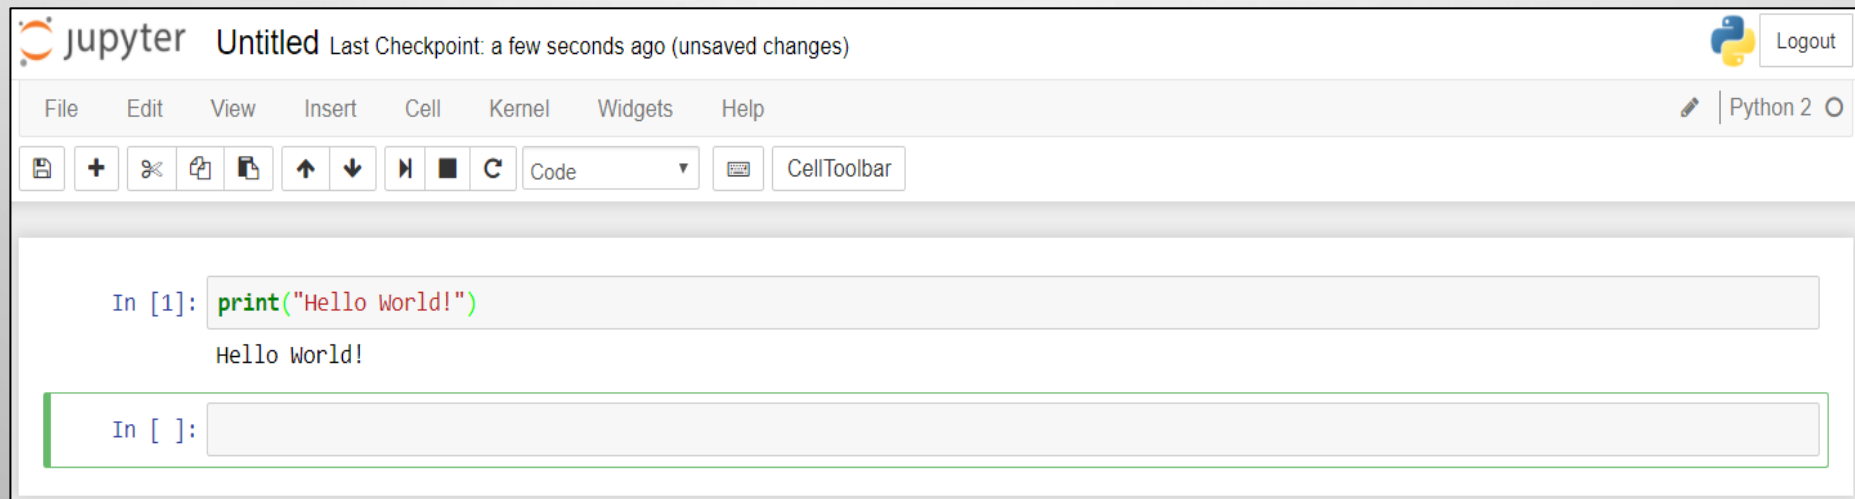 jupyter Untitled Last Checkpoint: a few seconds ago (unsaved changes) Logout
File Edit View Insert Cell Kernel Widgets Help Python 2
Code CellToolbar
In [1]: print("Hello World!")
Hello World!
In [ ]: